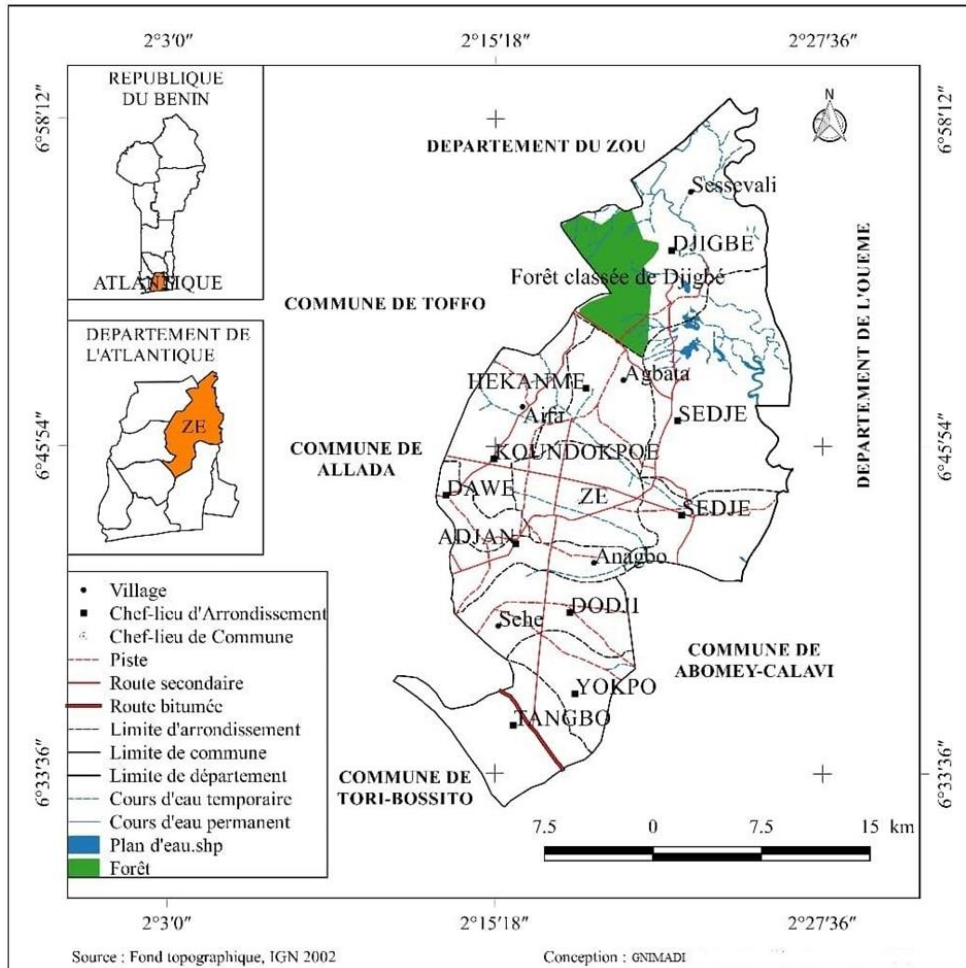 2°3'0"
2°15'18"
2°27'36"
6°58'12"
6°58'12"
REPUBLIQUE
DU BENIN
ATLANTIQUE
N
DEPARTEMENT DU ZOU
Sessevali
DJIGBE
Forêt classée de Djigbé
COMMUNE DE TOFFO
DEPARTEMENT DE L'OUEME
DEPARTEMENT DE
L'ATLANTIQUE
ZE
HEKANME
Agbata
Aifa
SEDJE
6°45'54"
6°45'54"
COMMUNE DE
ALLADA
KOUNDOKPOE
DAWE
ZE
SEDJE
ADJAN
Anagbo
DODJI
Sehe
COMMUNE DE
ABOMEY-CALAVI
YOKPO
TANGBO
COMMUNE DE
TORI-BOSSITO
6°33'36"
6°33'36"
Village
Chef-lieu d'Arrondissement
Chef-lieu de Commune
Piste
Route secondaire
Route bitumée
Limite d'arrondissement
Limite de commune
Limite de département
Cours d'eau temporaire
Cours d'eau permanent
Plan d'eau.shp
Forêt
7.5 0 7.5 15 km
2°3'0"
2°15'18"
2°27'36"
Source : Fond topographique, IGN 2002
Conception : GNIMADI